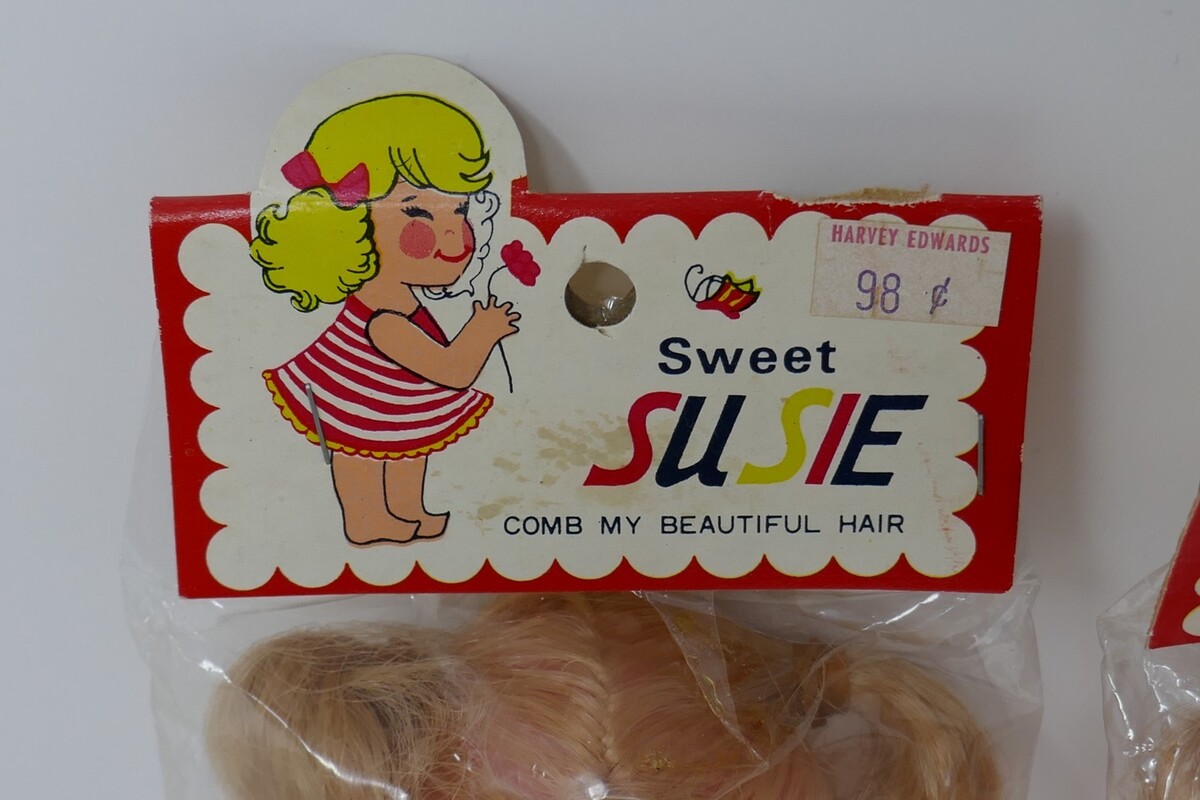 HARVEY EDWARDS
98 ¢
Sweet
SUSIE
COMB MY BEAUTIFUL HAIR